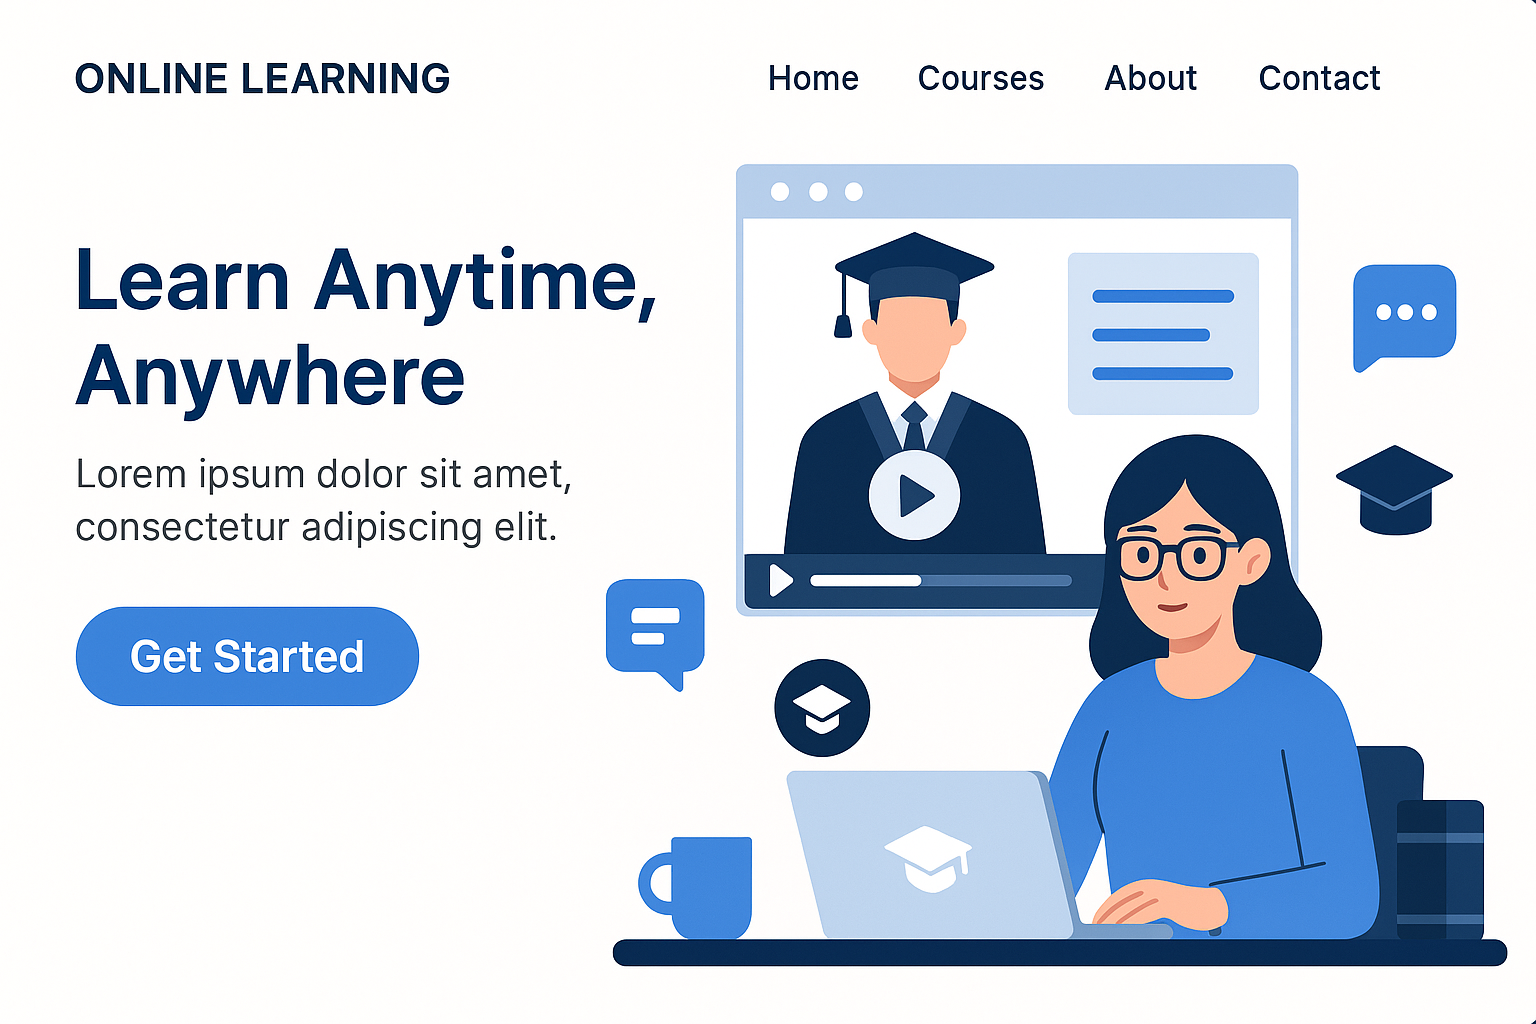 ONLINE LEARNING
Home Courses About Contact
Learn Anytime,
Anywhere
Lorem ipsum dolor sit amet,
consectetur adipiscing elit.
Get Started